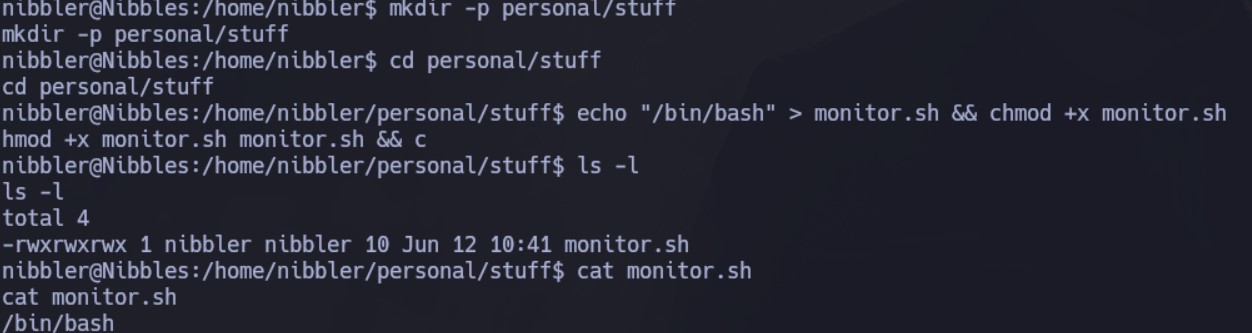 nibbler@Nibbles:/home/nibbler$ mkdir -p personal/stuff
mkdir -p personal/stuff
nibbler@Nibbles:/home/nibbler$ cd personal/stuff
cd personal/stuff
nibbler@Nibbles:/home/nibbler/personal/stuff$ echo "/bin/bash" > monitor.sh && chmod +x monitor.sh
hmod +x monitor.sh monitor.sh && c
nibbler@Nibbles:/home/nibbler/personal/stuff$ ls -l
ls -l
total 4
-rwxrwxrwx 1 nibbler nibbler 10 Jun 12 10:41 monitor.sh
nibbler@Nibbles:/home/nibbler/personal/stuff$ cat monitor.sh
cat monitor.sh
/bin/bash